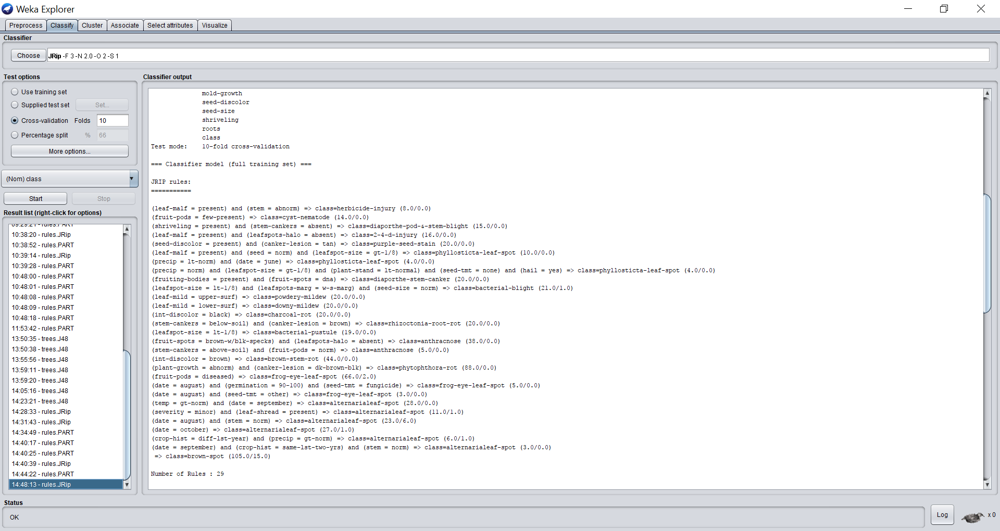 Weka Explorer
Preprocess Classify Cluster Associate Select attributes Visualize
Classifier
Choose JRip -F 3 -N 2.0 -O 2 -S 1
Test options
Use training set
Supplied test set Set...
Cross-validation Folds 10
Percentage split % 66
More options...
(Nom) class
Start Stop
Result list (right-click for options)
09:29:21 - rules.PART
10:38:20 - rules.JRip
10:38:52 - rules.PART
10:39:14 - rules.JRip
10:39:28 - rules.PART
10:48:00 - rules.PART
10:48:01 - rules.PART
10:48:08 - rules.PART
10:48:09 - rules.PART
10:48:18 - rules.PART
11:53:42 - rules.PART
13:50:35 - trees.J48
13:50:38 - trees.J48
13:55:56 - trees.J48
13:59:11 - trees.J48
13:59:20 - trees.J48
14:05:16 - trees.J48
14:23:21 - trees.J48
14:28:33 - rules.JRip
14:31:43 - rules.JRip
14:34:49 - rules.PART
14:40:17 - rules.PART
14:40:25 - rules.PART
14:40:39 - rules.JRip
14:44:22 - rules.PART
14:48:13 - rules.JRip
Classifier output
mold-growth
seed-discolor
seed-size
shriveling
roots
class
Test mode: 10-fold cross-validation
=== Classifier model (full training set) ===
JRIP rules:
===========
(leaf-malf = present) and (stem = abnorm) => class=herbicide-injury (8.0/0.0)
(fruit-pods = few-present) => class=cyst-nematode (14.0/0.0)
(shriveling = present) and (stem-cankers = absent) => class=diaporthe-pod-&-stem-blight (15.0/0.0)
(leaf-malf = present) and (leafspots-halo = absent) => class=2-4-d-injury (16.0/0.0)
(seed-discolor = present) and (canker-lesion = tan) => class=purple-seed-stain (20.0/0.0)
(leaf-malf = present) and (seed = norm) and (leafspot-size = gt-1/8) => class=phyllosticta-leaf-spot (10.0/0.0)
(precip = lt-norm) and (date = june) => class=phyllosticta-leaf-spot (4.0/0.0)
(precip = norm) and (leafspot-size = gt-1/8) and (plant-stand = lt-normal) and (seed-tmt = none) and (hail = yes) => class=phyllosticta-leaf-spot (4.0/0.0)
(fruiting-bodies = present) and (fruit-spots = dna) => class=diaporthe-stem-canker (20.0/0.0)
(leafspot-size = lt-1/8) and (leafspots-marg = w-s-marg) and (seed-size = norm) => class=bacterial-blight (21.0/1.0)
(leaf-mild = upper-surf) => class=powdery-mildew (20.0/0.0)
(leaf-mild = lower-surf) => class=downy-mildew (20.0/0.0)
(int-discolor = black) => class=charcoal-rot (20.0/0.0)
(stem-cankers = below-soil) and (canker-lesion = brown) => class=rhizoctonia-root-rot (20.0/0.0)
(leafspot-size = lt-1/8) => class=bacterial-pustule (19.0/0.0)
(fruit-spots = brown-w/blk-specks) and (leafspots-halo = absent) => class=anthracnose (38.0/0.0)
(stem-cankers = above-soil) and (fruit-pods = norm) => class=anthracnose (5.0/0.0)
(int-discolor = brown) => class=brown-stem-rot (44.0/0.0)
(plant-growth = abnorm) and (canker-lesion = dk-brown-blk) => class=phytophthora-rot (88.0/0.0)
(fruit-pods = diseased) => class=frog-eye-leaf-spot (66.0/2.0)
(date = august) and (germination = 90-100) and (seed-tmt = fungicide) => class=frog-eye-leaf-spot (5.0/0.0)
(date = august) and (seed-tmt = other) => class=frog-eye-leaf-spot (3.0/0.0)
(temp = gt-norm) and (date = september) => class=alternarialeaf-spot (28.0/0.0)
(severity = minor) and (leaf-shread = present) => class=alternarialeaf-spot (11.0/1.0)
(date = august) and (stem = norm) => class=alternarialeaf-spot (23.0/6.0)
(date = october) => class=alternarialeaf-spot (27.0/1.0)
(crop-hist = diff-lst-year) and (precip = gt-norm) => class=alternarialeaf-spot (6.0/1.0)
(date = september) and (crop-hist = same-lst-two-yrs) and (stem = norm) => class=alternarialeaf-spot (3.0/0.0)
=> class=brown-spot (105.0/15.0)
Number of Rules : 29
Status
OK
Log x 0